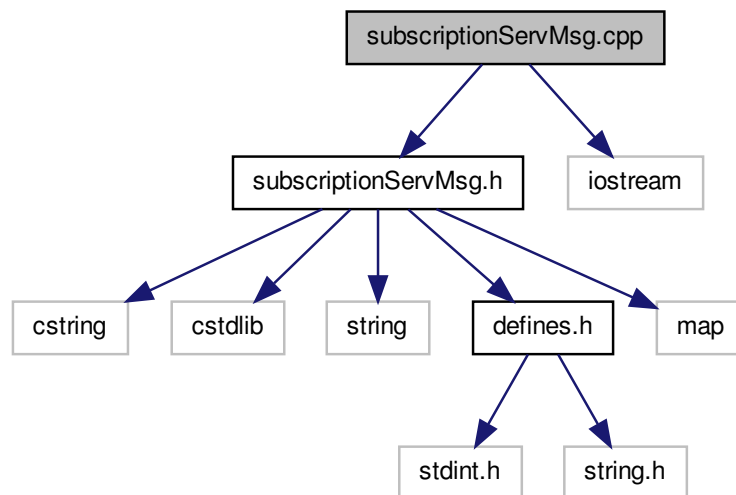 subscriptionServMsg.cpp
subscriptionServMsg.h
iostream
cstring
cstdlib
string
defines.h
map
stdint.h
string.h